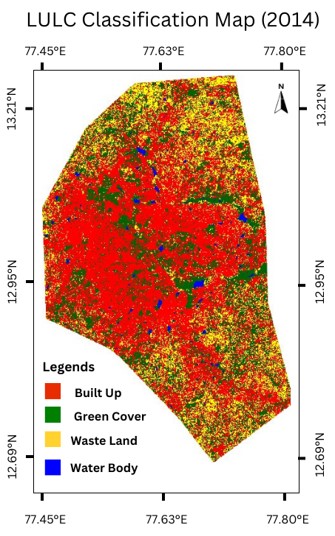 LULC Classification Map (2014)
77.45°E 77.63°E 77.80°E
13.21°N 13.21°N
N
12.95°N 12.95°N
Legends
Built Up
Green Cover
Waste Land
Water Body
12.69°N 12.69°N
77.45°E 77.63°E 77.80°E